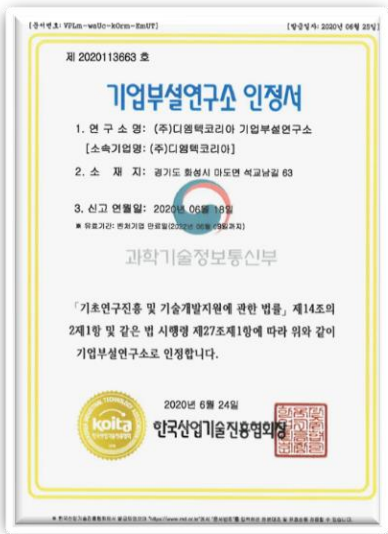 [발급일자: 2020년 06월 25일]
제 2020113663 호
기업부설연구소 인정서
1. 연 구 소 명: (주)디엠텍코리아 기업부설연구소
[소속기업명: (주)디엠텍코리아]
2. 소 재 지: 경기도 화성시 마도면 석교남길 63
3. 신고 연월일: 2020년 06월 18일
과학기술정보통신부
「기초연구진흥 및 기술개발지원에 관한 법률」 제14조의
2제1항 및 같은 법 시행령 제27조제1항에 따라 위와 같이
기업부설연구소로 인정합니다.
2020년 6월 24일
koita
한국산업기술진흥협회장